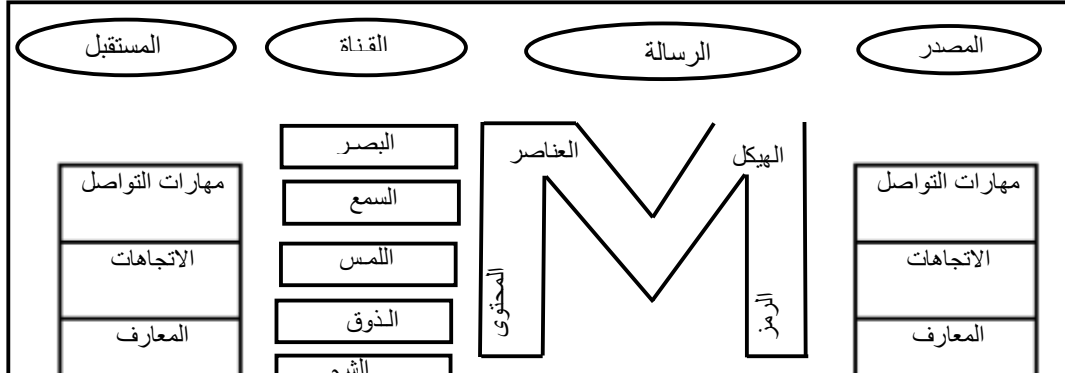 المصدر
الرسالة
القناة
المستقبل
مهارات التواصل
الاتجاهات
المعارف
الهيكل
العناصر
الرمز
المحتوى
البصر
السمع
اللمس
الذوق
الشم
مهارات التواصل
الاتجاهات
المعارف